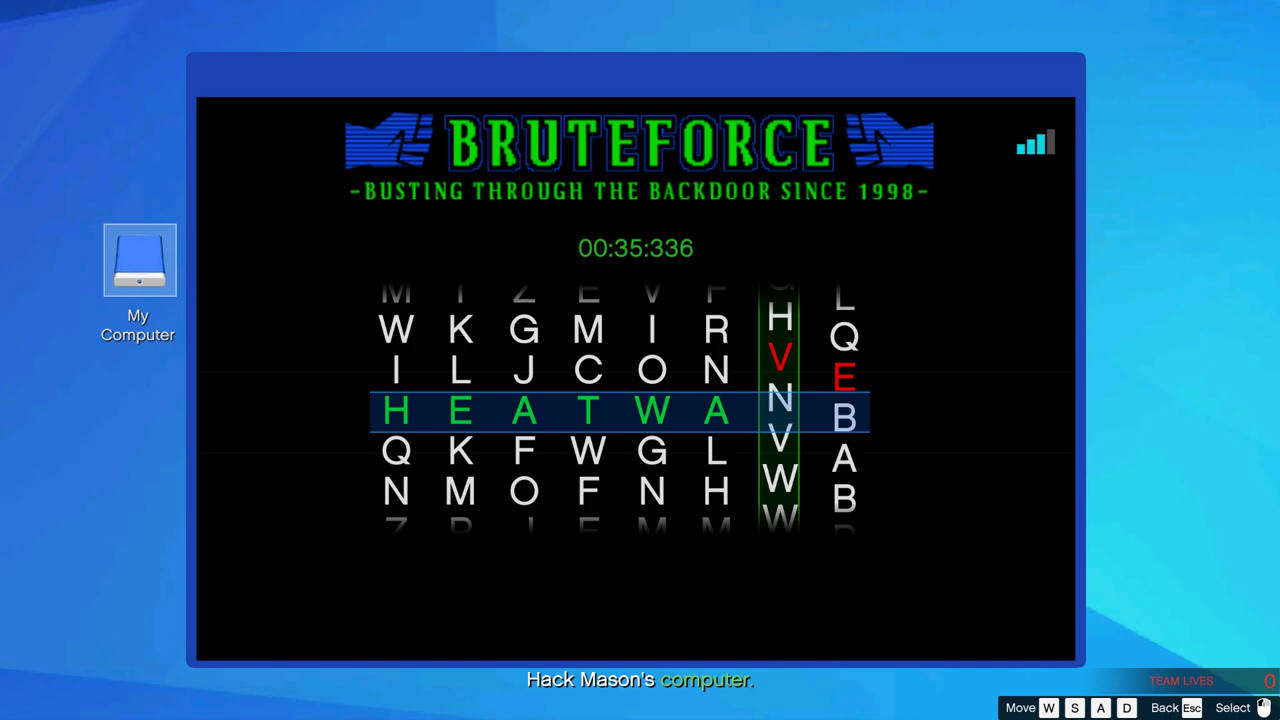 BRUTEFORCE
-BUSTING THROUGH THE BACKDOOR SINCE 1998-
00:35:336
My
Computer
M I Z E V F G L
W K G M I R H Q
I L J C O N V E
H E A T W A N B
Q K F W G L V A
N M O F N H W B
W
Hack Mason's computer.
TEAM LIVES 0
Move W S A D Back Esc Select